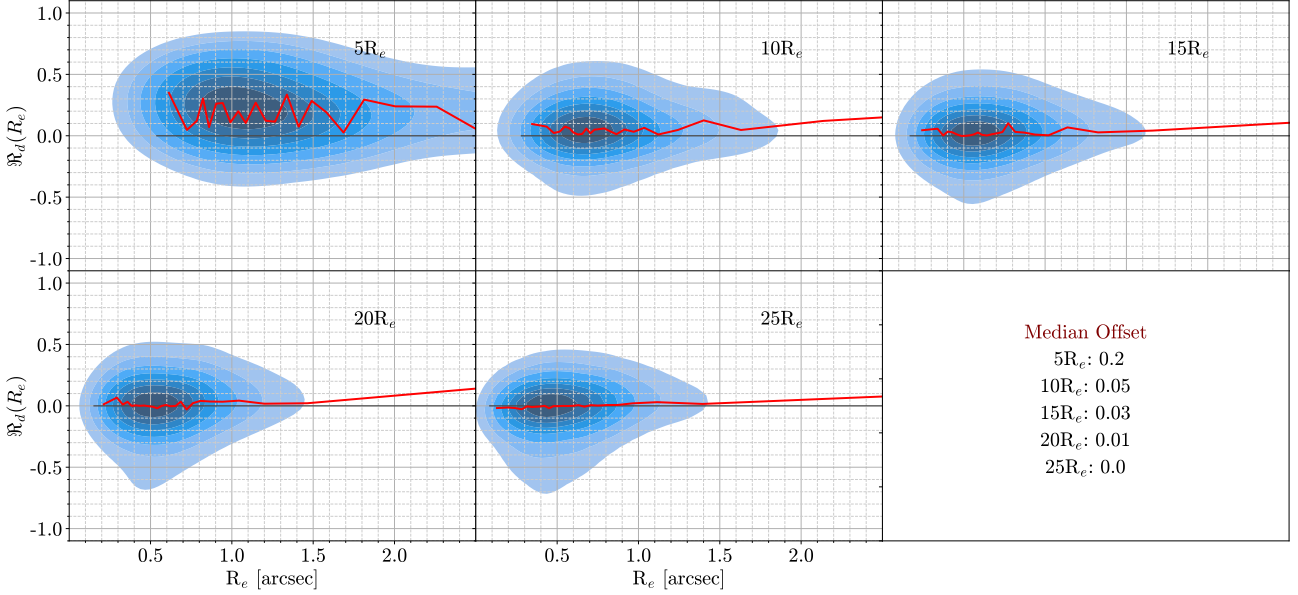 1.0
0.5
0.0
-0.5
-1.0
ℜ_d(R_e)
5R_e
10R_e
15R_e
1.0
0.5
0.0
-0.5
-1.0
ℜ_d(R_e)
20R_e
25R_e
0.5 1.0 1.5 2.0
R_e [arcsec]
0.5 1.0 1.5 2.0
R_e [arcsec]
Median Offset
5R_e: 0.2
10R_e: 0.05
15R_e: 0.03
20R_e: 0.01
25R_e: 0.0